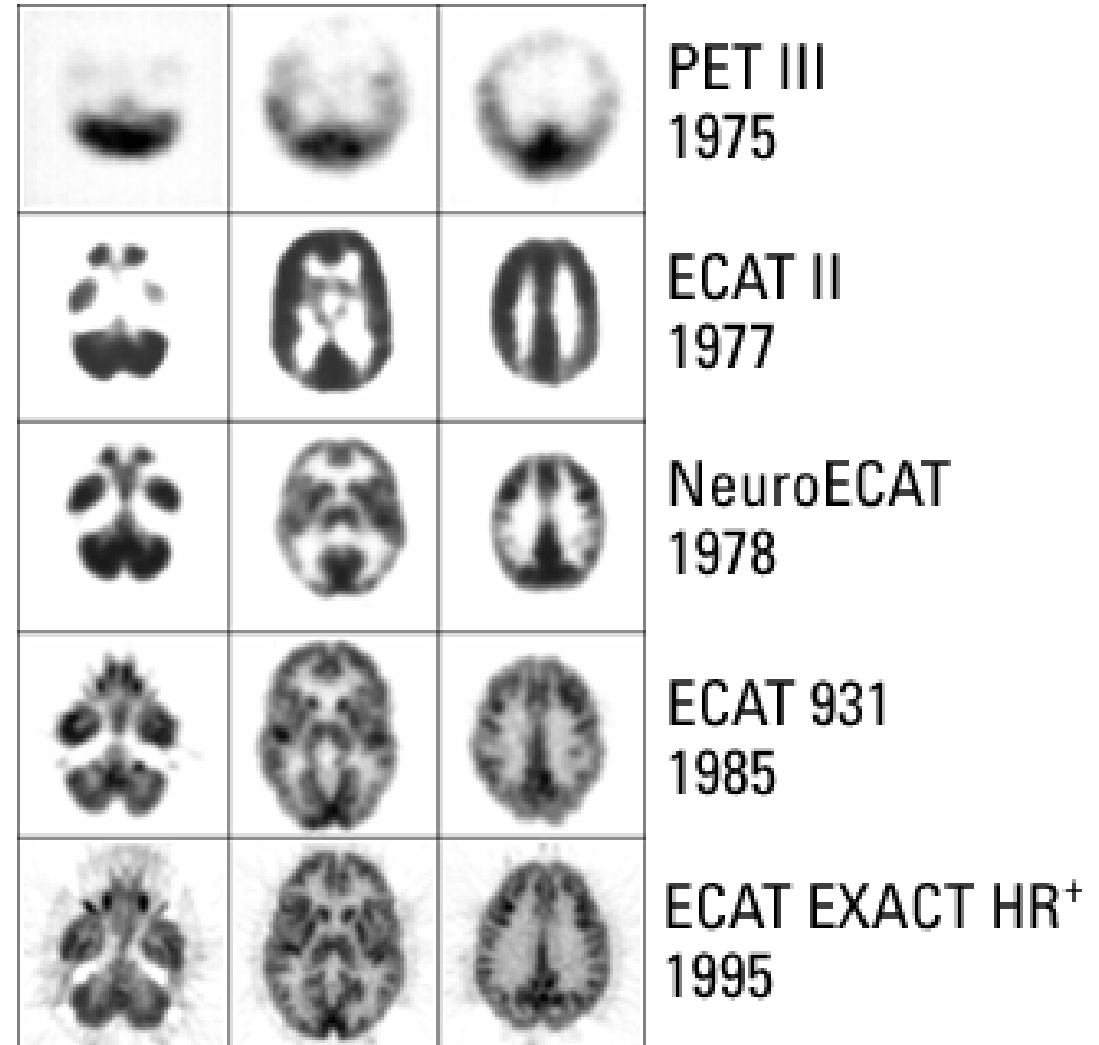 PET III
1975
ECAT II
1977
NeuroECAT
1978
ECAT 931
1985
ECAT EXACT HR⁺
1995